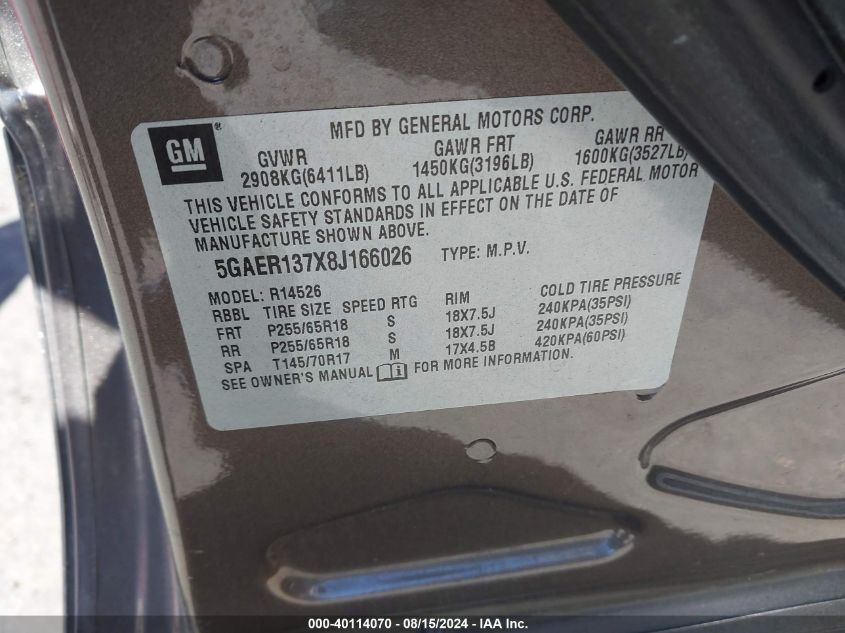 MFD BY GENERAL MOTORS CORP.
GM®
GVWR GAWR FRT GAWR RR
2908KG(6411LB) 1450KG(3196LB) 1600KG(3527LB)
THIS VEHICLE CONFORMS TO ALL APPLICABLE U.S. FEDERAL MOTOR
VEHICLE SAFETY STANDARDS IN EFFECT ON THE DATE OF
MANUFACTURE SHOWN ABOVE.
5GAER137X8J166026 TYPE: M.P.V.
MODEL: R14526
RBBL TIRE SIZE SPEED RTG RIM COLD TIRE PRESSURE
FRT P255/65R18 S 18X7.5J 240KPA(35PSI)
RR P255/65R18 S 18X7.5J 240KPA(35PSI)
SPA T145/70R17 M 17X4.5B 420KPA(60PSI)
SEE OWNER'S MANUAL FOR MORE INFORMATION.
000-40114070 - 08/15/2024 - IAA Inc.